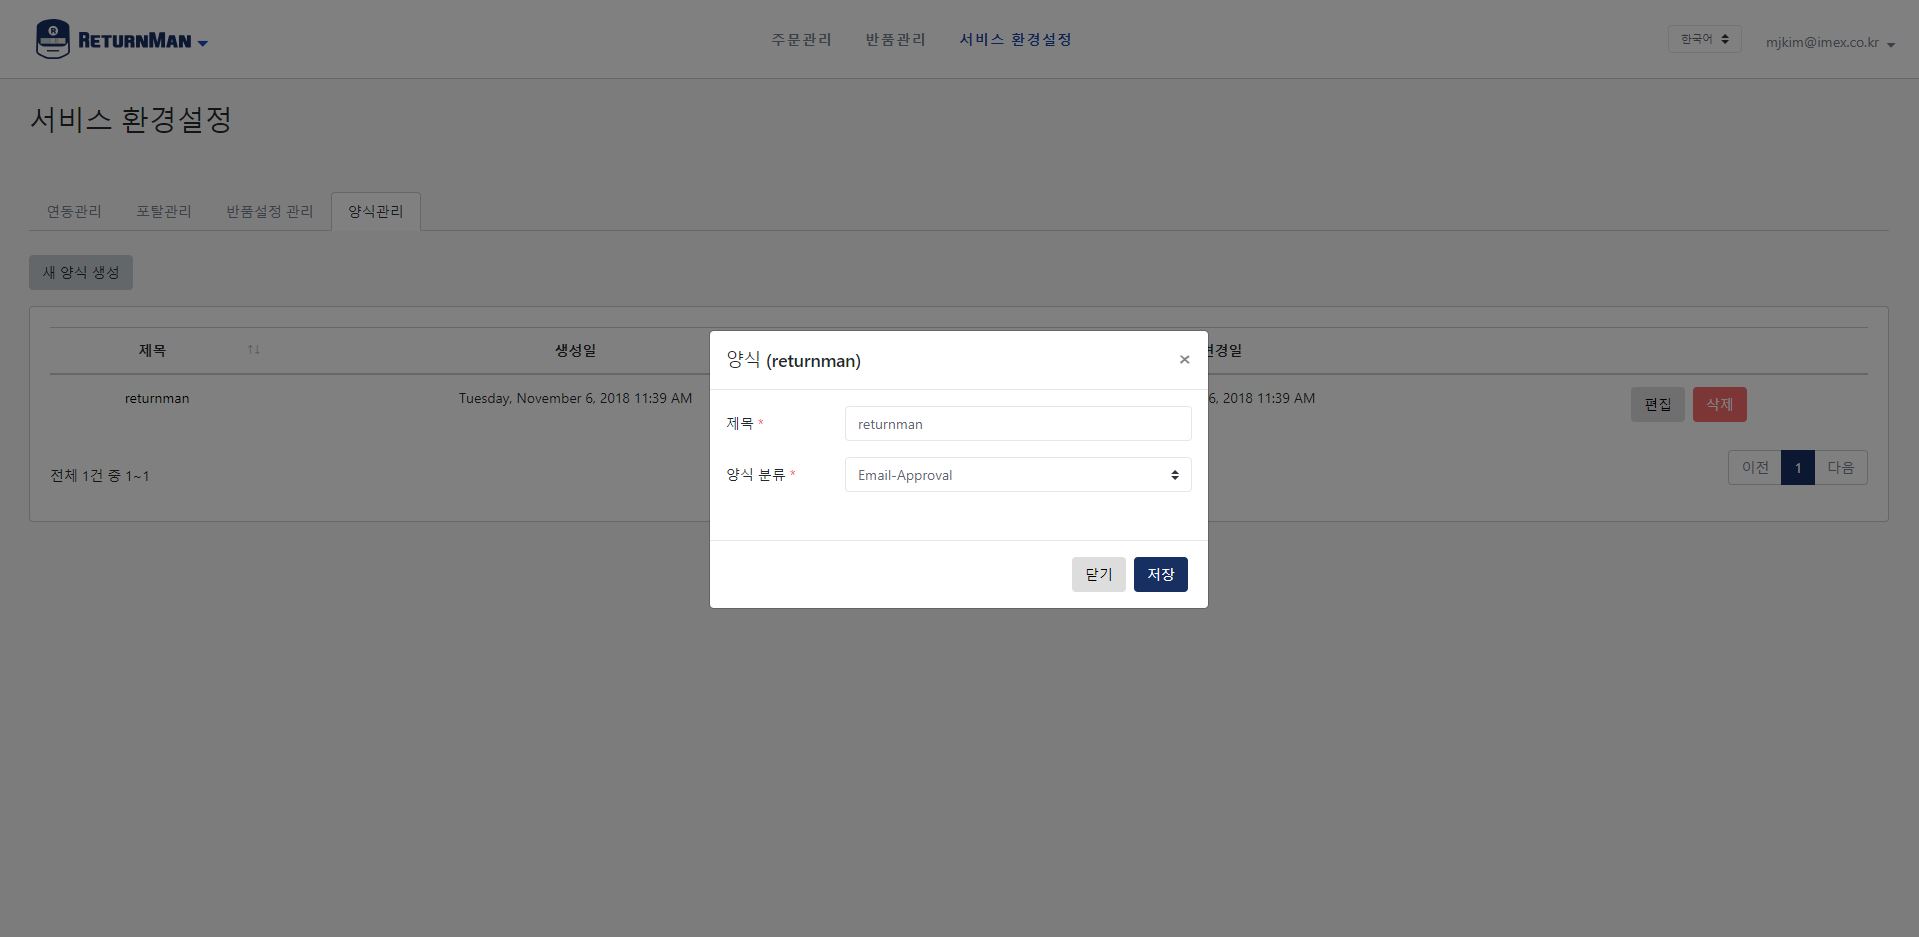 RETURNMAN
주문관리 반품관리 서비스 환경설정
한국어 mjkim@imex.co.kr
서비스 환경설정
연동관리 포탈관리 반품설정 관리 양식관리
새 양식 생성
제목 ↑↓ 생성일 변경일
returnman Tuesday, November 6, 2018 11:39 AM 6, 2018 11:39 AM 편집 삭제
전체 1건 중 1~1
이전 1 다음
양식 (returnman) ×
제목 * returnman
양식 분류 * Email-Approval
닫기 저장